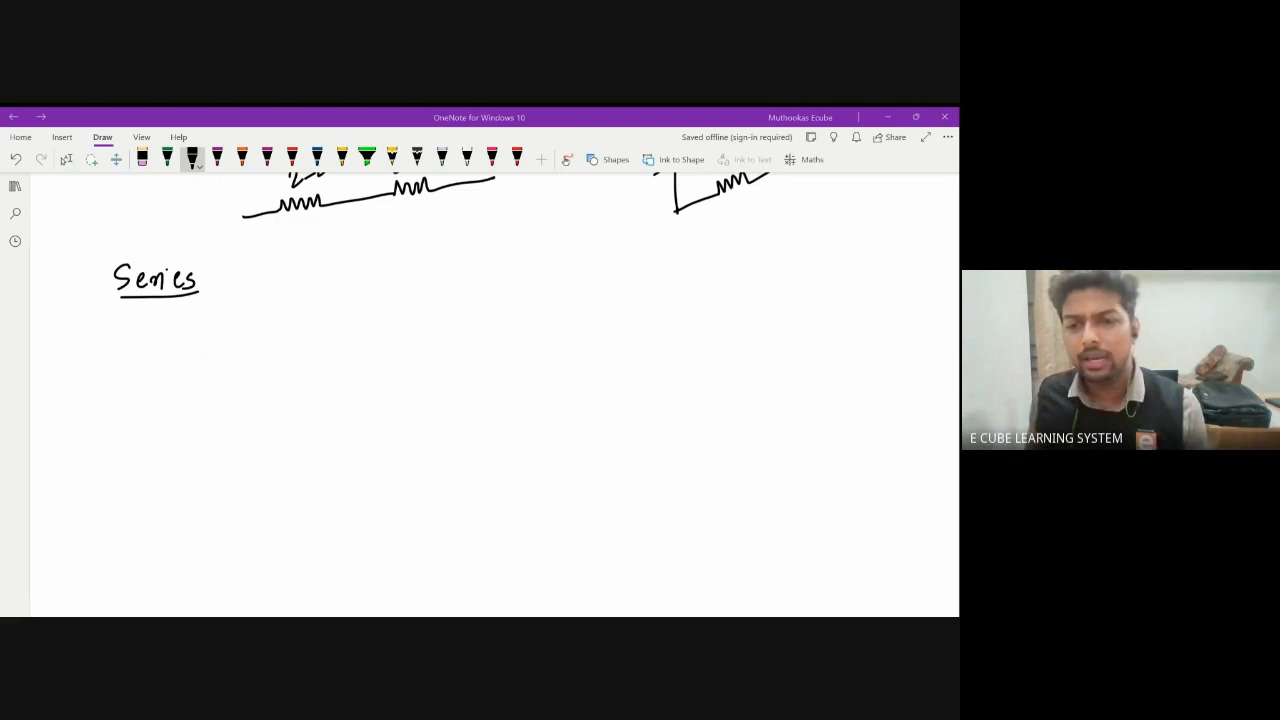 OneNote for Windows 10
Muthookas Ecube
Home Insert Draw View Help
Saved offline (sign-in required)
Share
Shapes
Ink to Shape
Ink to Text
Maths
Series
E CUBE LEARNING SYSTEM
e